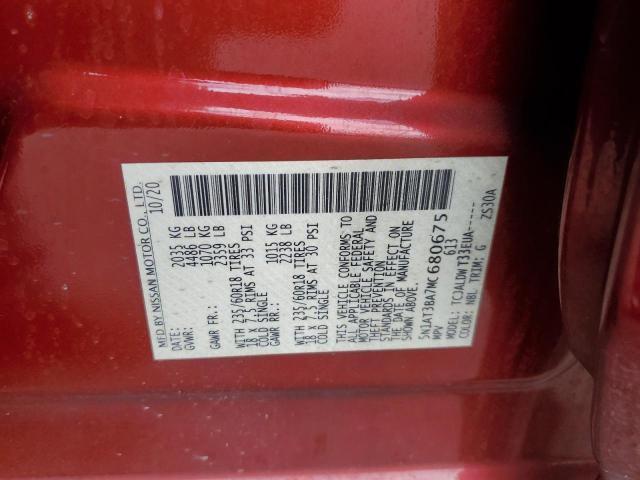 MFD BY NISSAN MOTOR CO., LTD.
10/20
GVWR: 2035 KG
4486 LB
GAWR FR.: 1070 KG
2359 LB
WITH 235/60R18 TIRES
18 x 7.5 RIMS AT 33 PSI
COLD SINGLE
GAWR RR.: 1015 KG
2238 LB
WITH 235/60R18 TIRES
18 x 7.5 RIMS AT 30 PSI
COLD SINGLE
THIS VEHICLE CONFORMS TO
ALL APPLICABLE FEDERAL
MOTOR VEHICLE SAFETY AND
THEFT PREVENTION
STANDARDS IN EFFECT ON
THE DATE OF MANUFACTURE
SHOWN ABOVE.
5N1AT3BA7MC680675
MPV 613
MODEL: TCJALDWT33EUA-----
COLOR: NBL TRIM: G
ZS30A